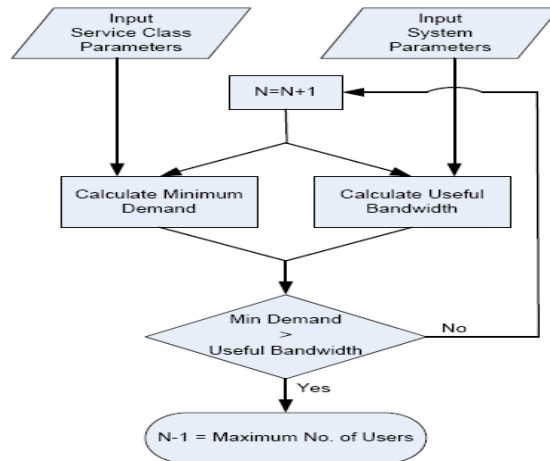 Input
Service Class
Parameters
Input
System
Parameters
N=N+1
Calculate Minimum
Demand
Calculate Useful
Bandwidth
Min Demand
>
Useful Bandwidth
No
Yes
N-1 = Maximum No. of Users